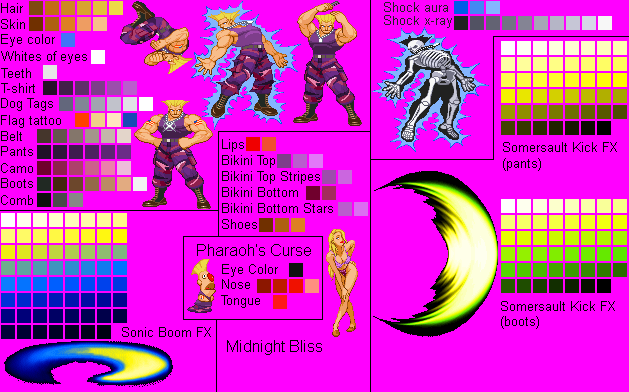 Hair
Skin
Eye color
Whites of eyes
Teeth
T-shirt
Dog Tags
Flag tattoo
Belt
Pants
Camo
Boots
Comb
Shock aura
Shock x-ray
Somersault Kick FX
(pants)
Lips
Bikini Top
Bikini Top Stripes
Bikini Bottom
Bikini Bottom Stars
Shoes
Pharaoh's Curse
Eye Color
Nose
Tongue
Midnight Bliss
Sonic Boom FX
Somersault Kick FX
(boots)